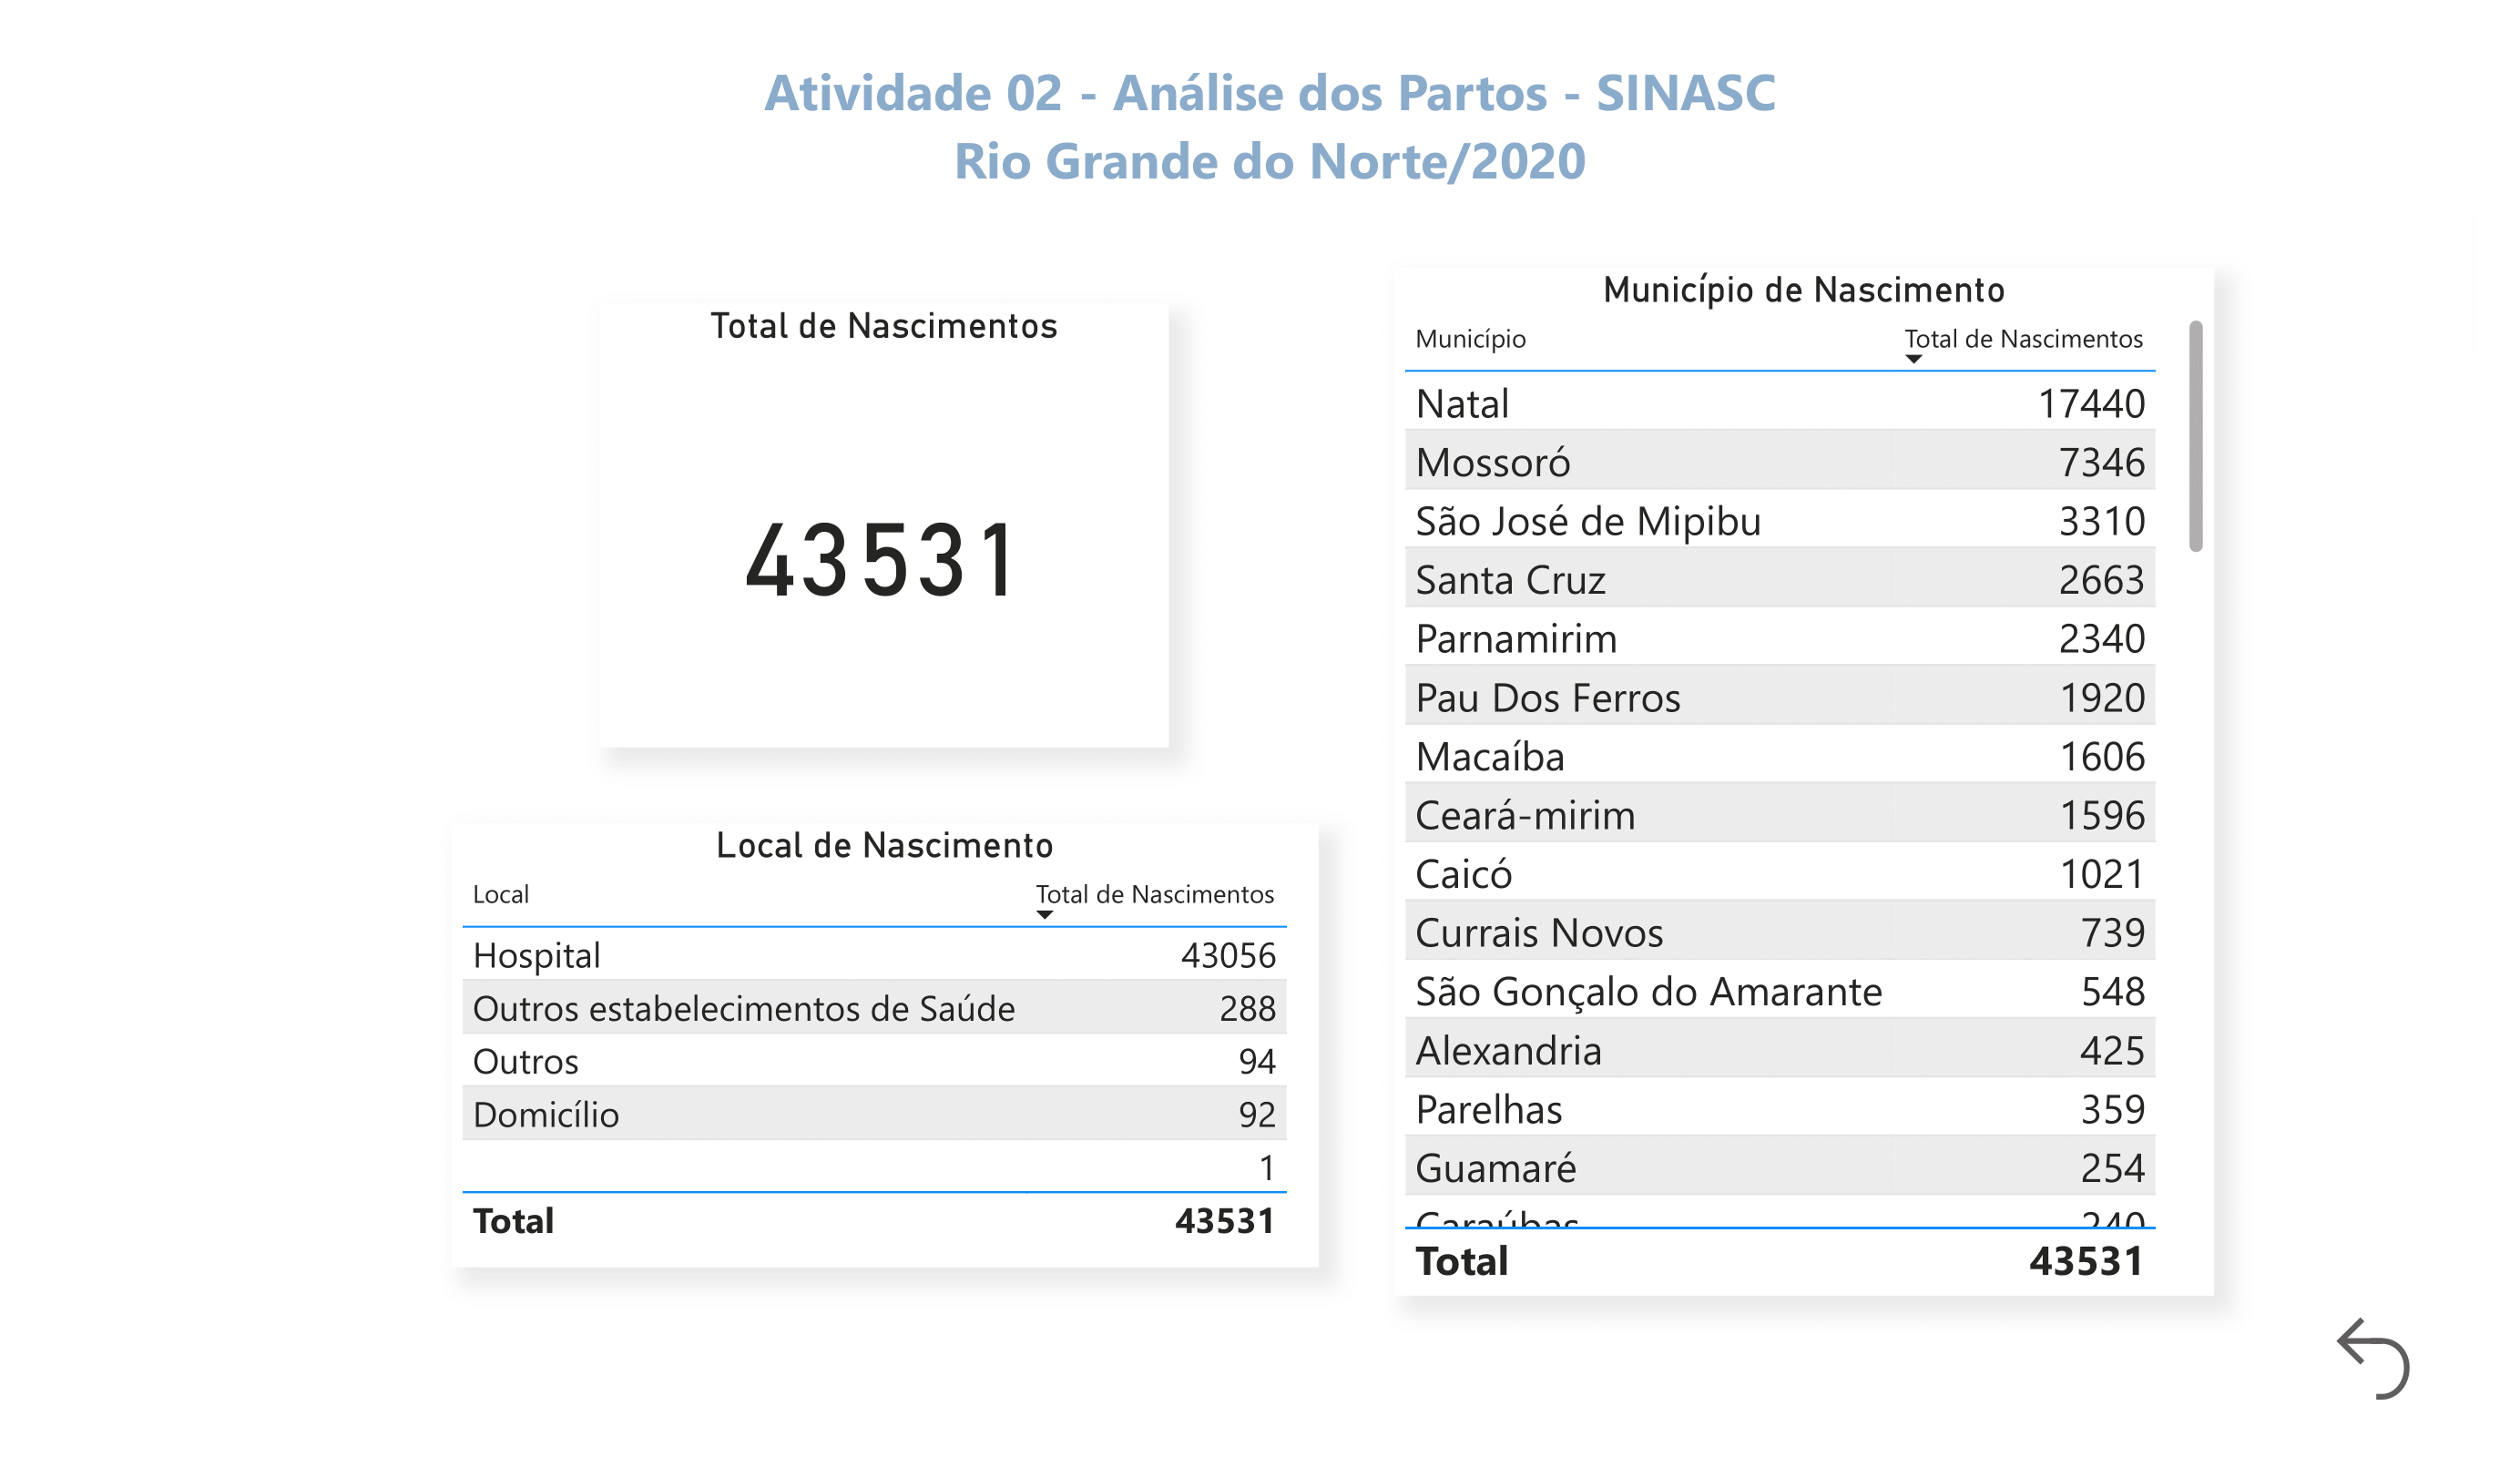 Atividade 02 - Análise dos Partos - SINASC
Rio Grande do Norte/2020
Total de Nascimentos
43531
Local de Nascimento
Local Total de Nascimentos
Hospital 43056
Outros estabelecimentos de Saúde 288
Outros 94
Domicílio 92
1
Total 43531
Município de Nascimento
Município Total de Nascimentos
Natal 17440
Mossoró 7346
São José de Mipibu 3310
Santa Cruz 2663
Parnamirim 2340
Pau Dos Ferros 1920
Macaíba 1606
Ceará-mirim 1596
Caicó 1021
Currais Novos 739
São Gonçalo do Amarante 548
Alexandria 425
Parelhas 359
Guamaré 254
Caraúbas 240
Total 43531